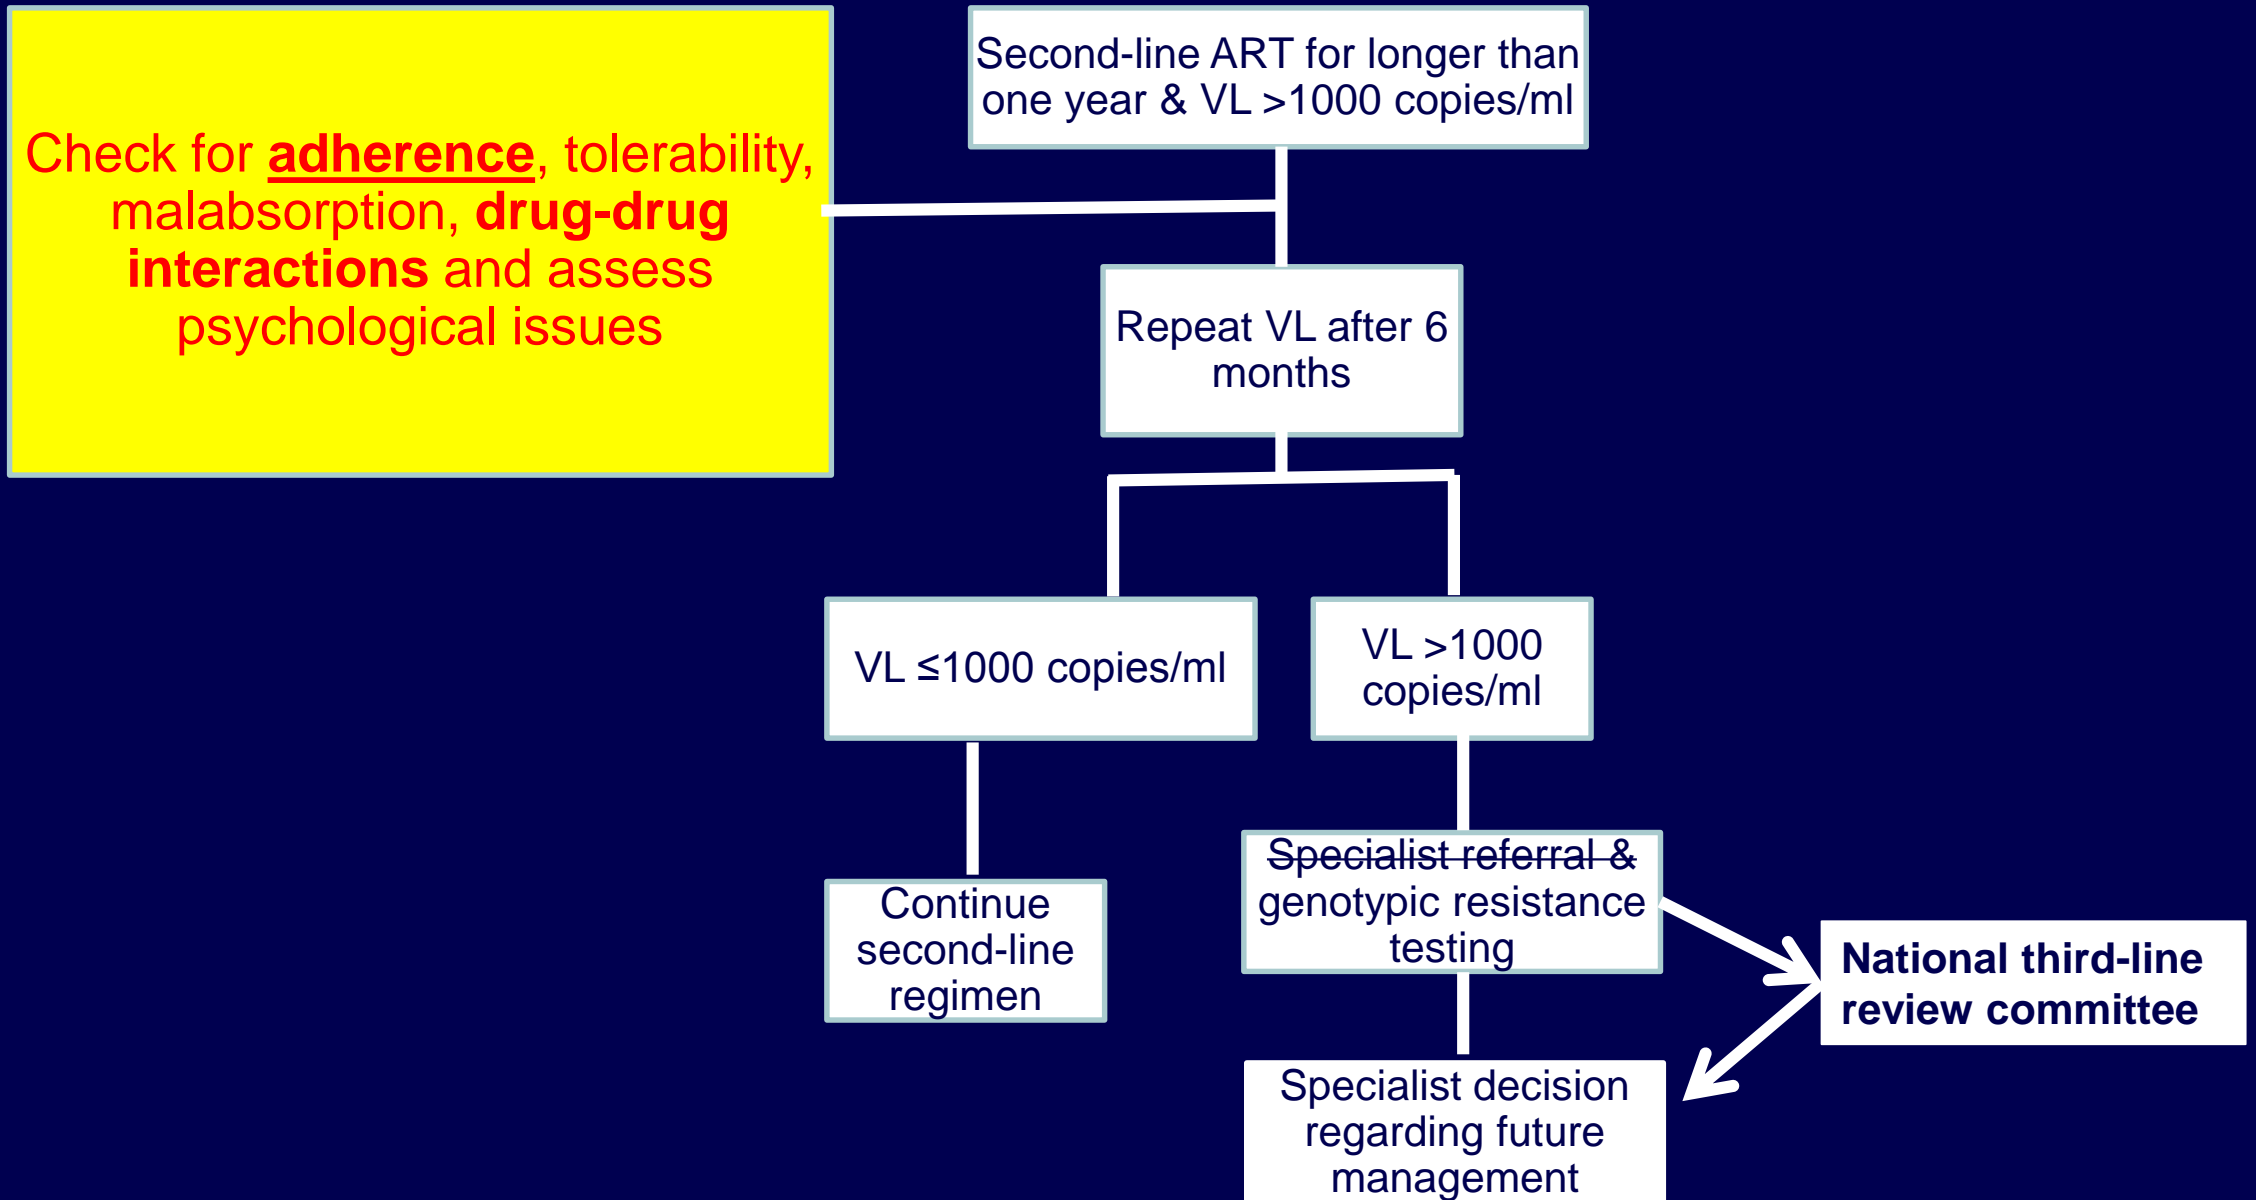 Check for adherence, tolerability,
malabsorption, drug-drug
interactions and assess
psychological issues
Second-line ART for longer than
one year & VL >1000 copies/ml
Repeat VL after 6
months
VL ≤1000 copies/ml
VL >1000
copies/ml
Continue
second-line
regimen
Specialist referral &
genotypic resistance
testing
National third-line
review committee
Specialist decision
regarding future
management